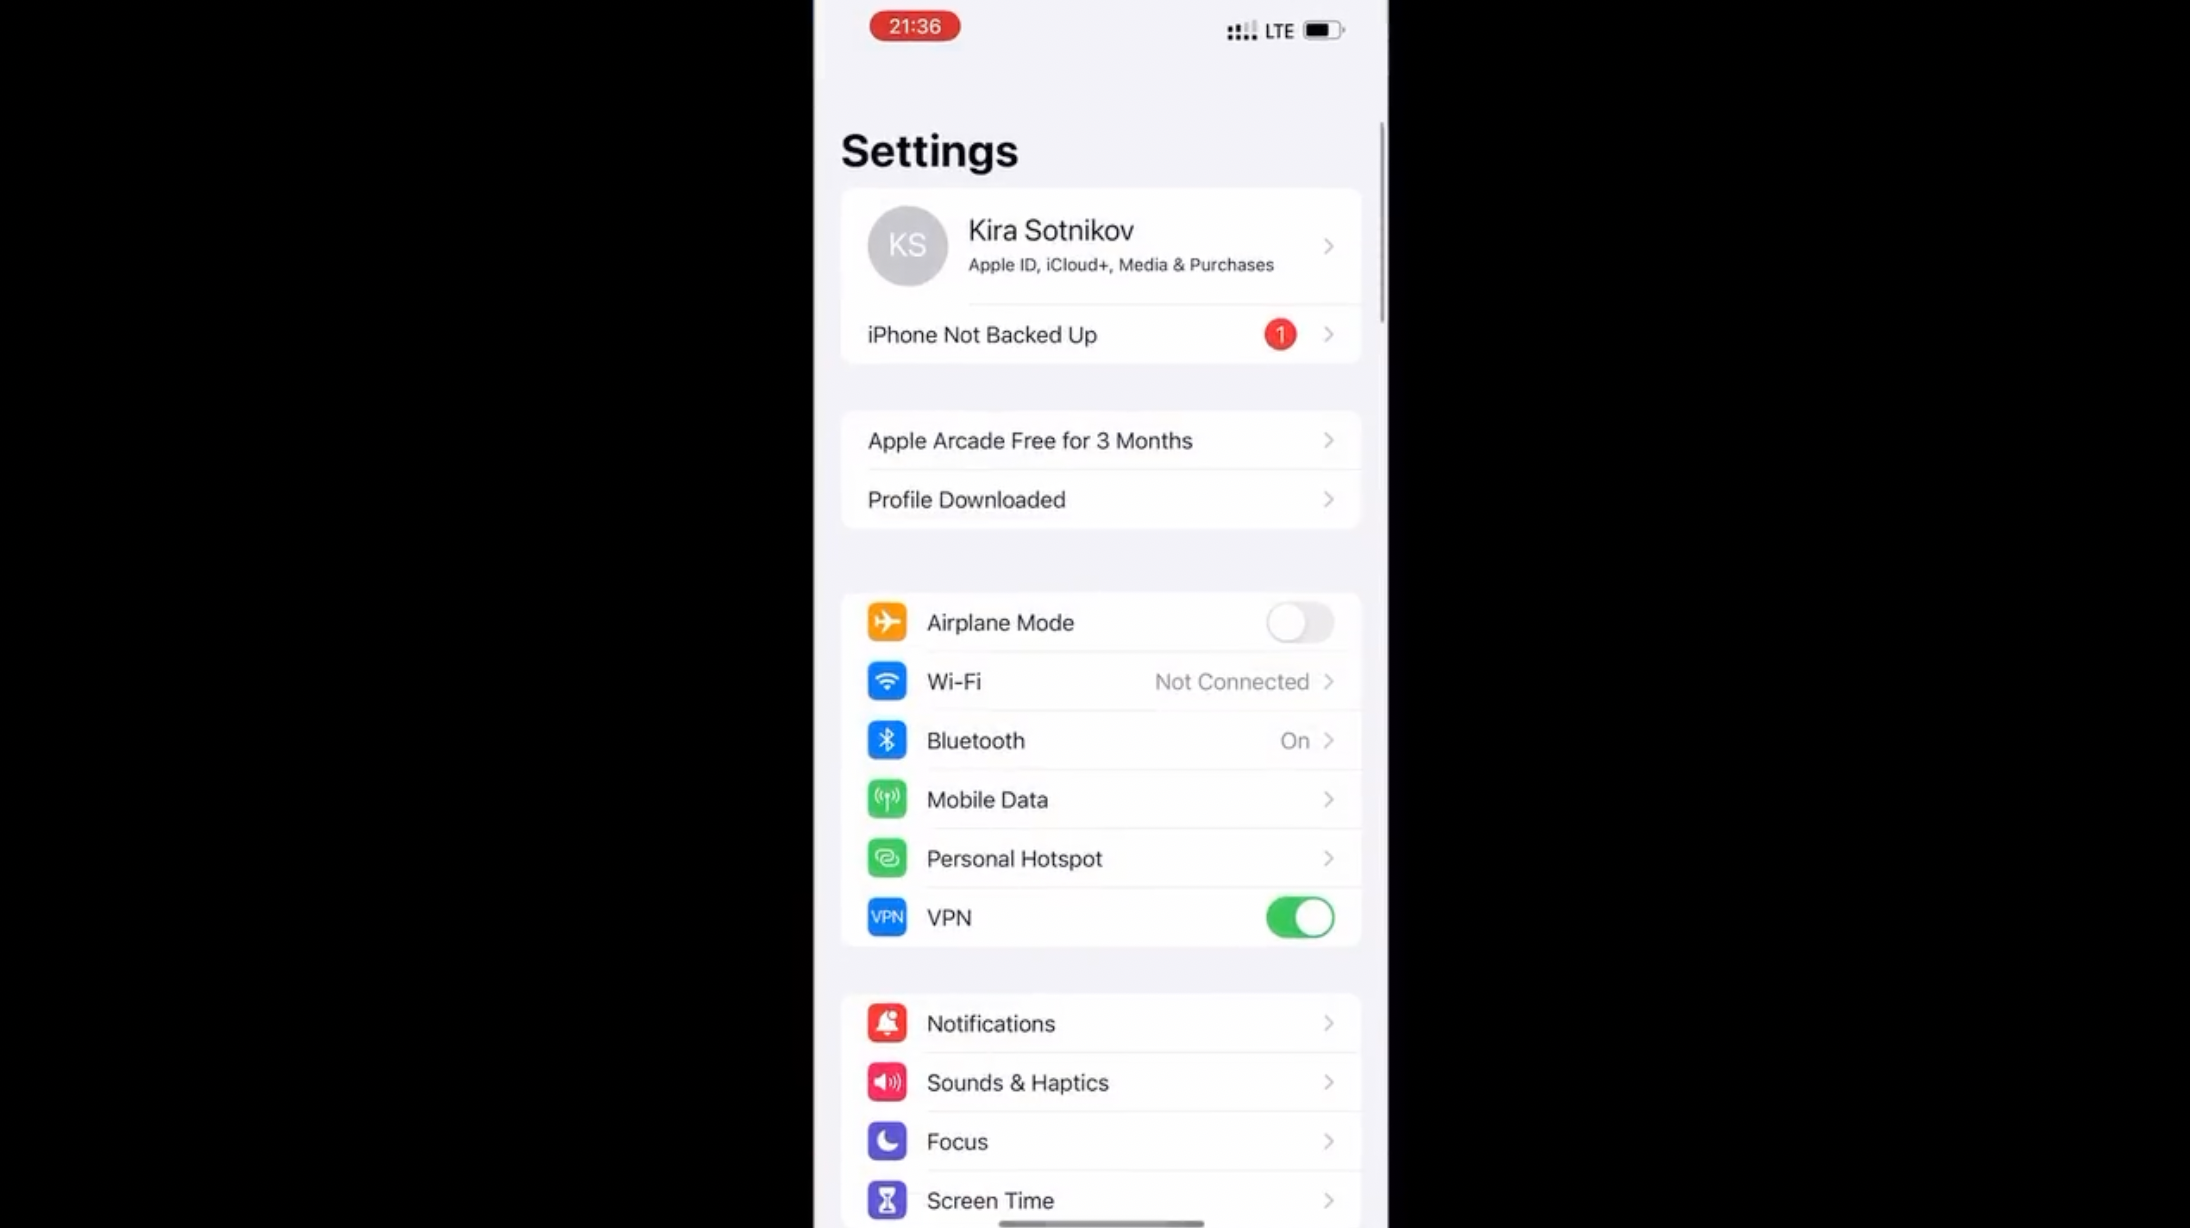 21:36
LTE
Settings
KS
Kira Sotnikov
Apple ID, iCloud+, Media & Purchases
iPhone Not Backed Up
1
Apple Arcade Free for 3 Months
Profile Downloaded
Airplane Mode
Wi-Fi
Not Connected
Bluetooth
On
Mobile Data
Personal Hotspot
VPN
VPN
Notifications
Sounds & Haptics
Focus
Screen Time